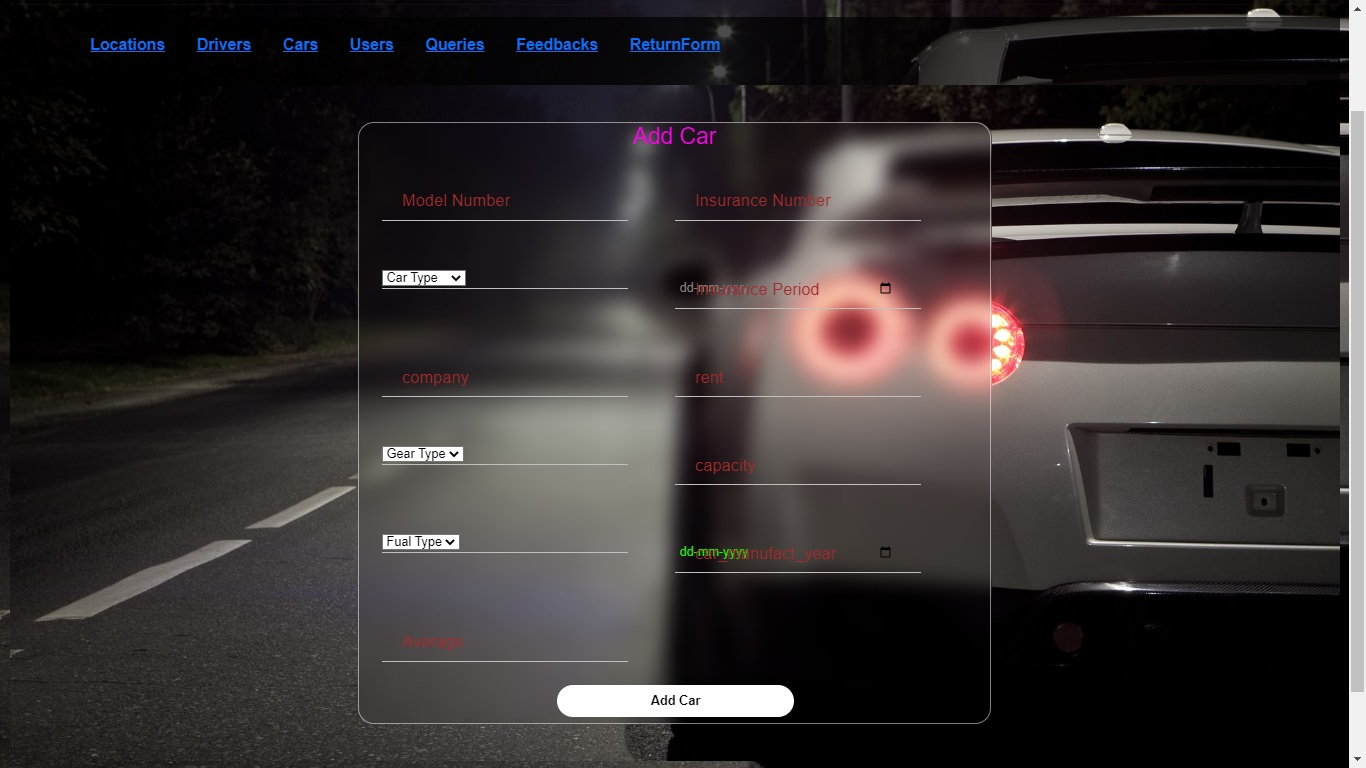 Locations Drivers Cars Users Queries Feedbacks ReturnForm
Add Car
Model Number
Insurance Number
Car Type
dd-mm-yyyy
Insurance Period
company
rent
Gear Type
capacity
Fual Type
dd-mm-yyyy
car_manufact_year
Average
Add Car